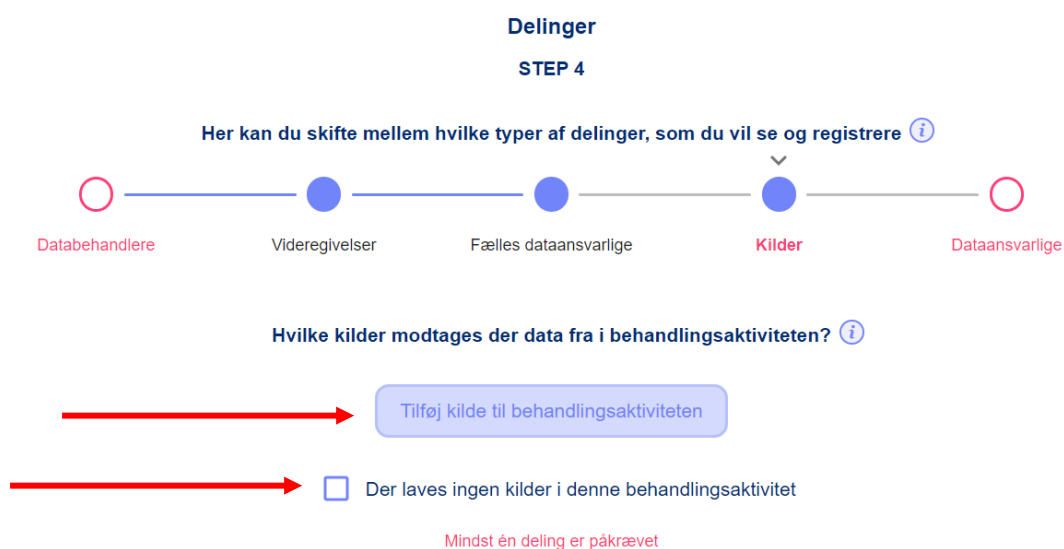 Delinger
STEP 4
Her kan du skifte mellem hvilke typer af delinger, som du vil se og registrere i
Databehandlere
Videregivelser
Fælles dataansvarlige
Kilder
Dataansvarlige
Hvilke kilder modtages der data fra i behandlingsaktiviteten? i
Tilføj kilde til behandlingsaktiviteten
Der laves ingen kilder i denne behandlingsaktivitet
Mindst én deling er påkrævet